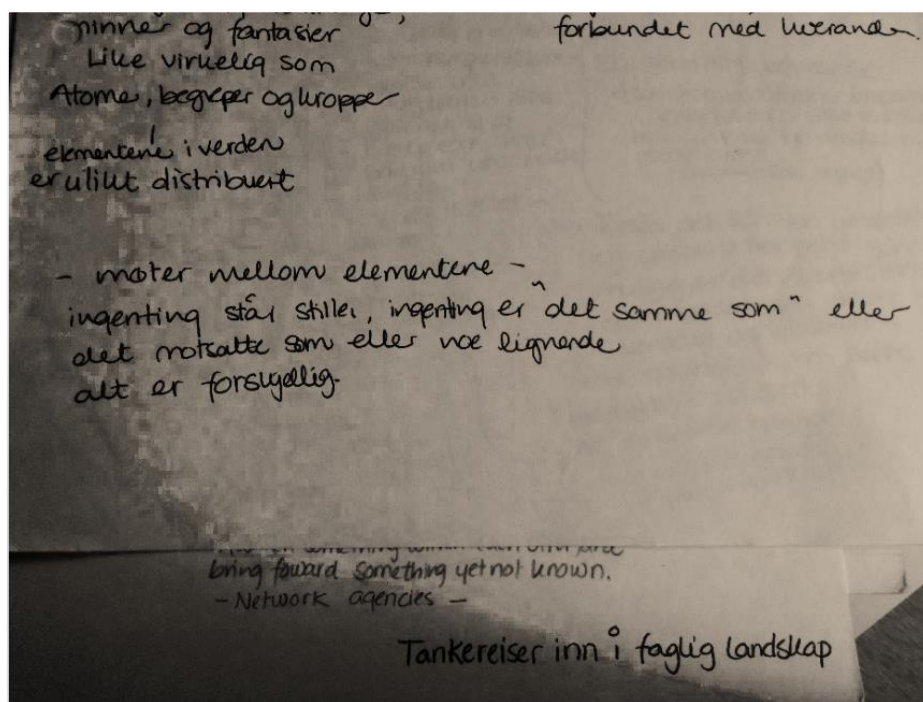 minner og fantasier
like virkelig som
Atome, begreper og kropper
elementene i verden
er ulikt distribuert
forbundet med hverandre.
- møter mellom elementene -
ingenting står stille, ingenting er "det samme som" eller
det motsatte som eller noe lignende
alt er forskjellig.
bring foward something yet not known.
- Network agencies -
Tankereiser inn i faglig landskap